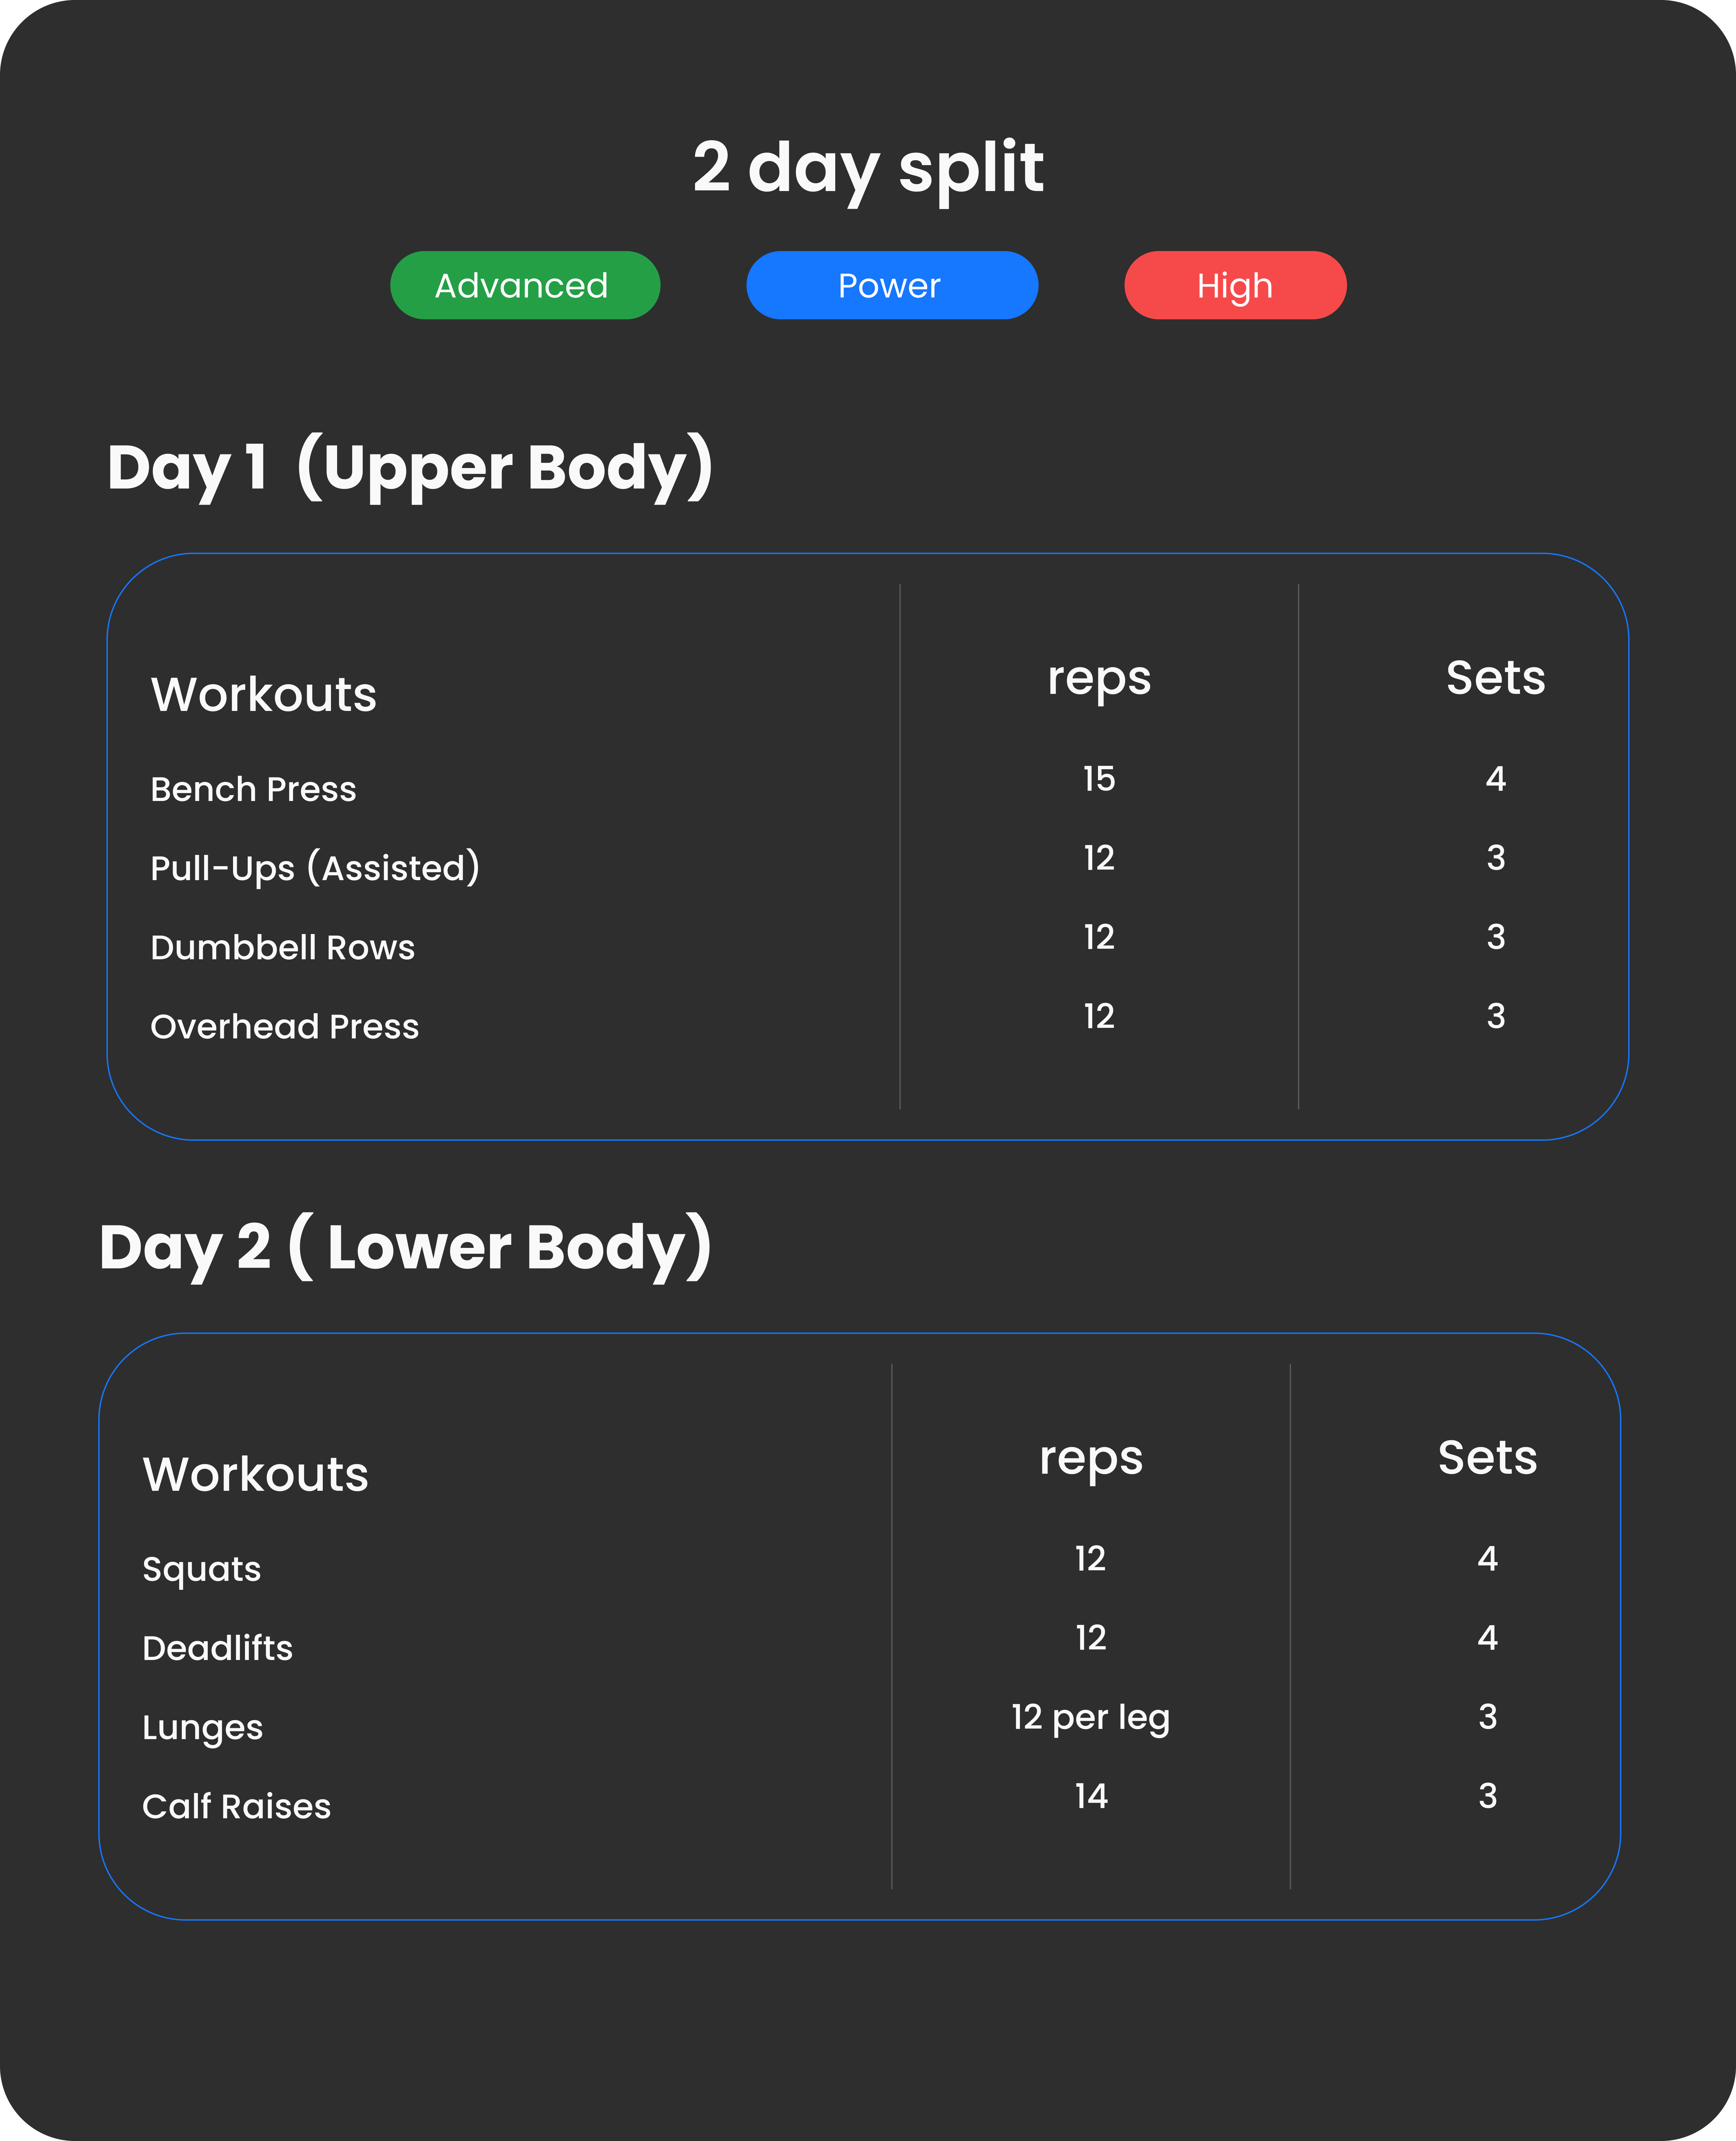 2 day split
Advanced Power High
Day 1 (Upper Body)
Workouts reps Sets
Bench Press 15 4
Pull-Ups (Assisted) 12 3
Dumbbell Rows 12 3
Overhead Press 12 3
Day 2 ( Lower Body)
Workouts reps Sets
Squats 12 4
Deadlifts 12 4
Lunges 12 per leg 3
Calf Raises 14 3